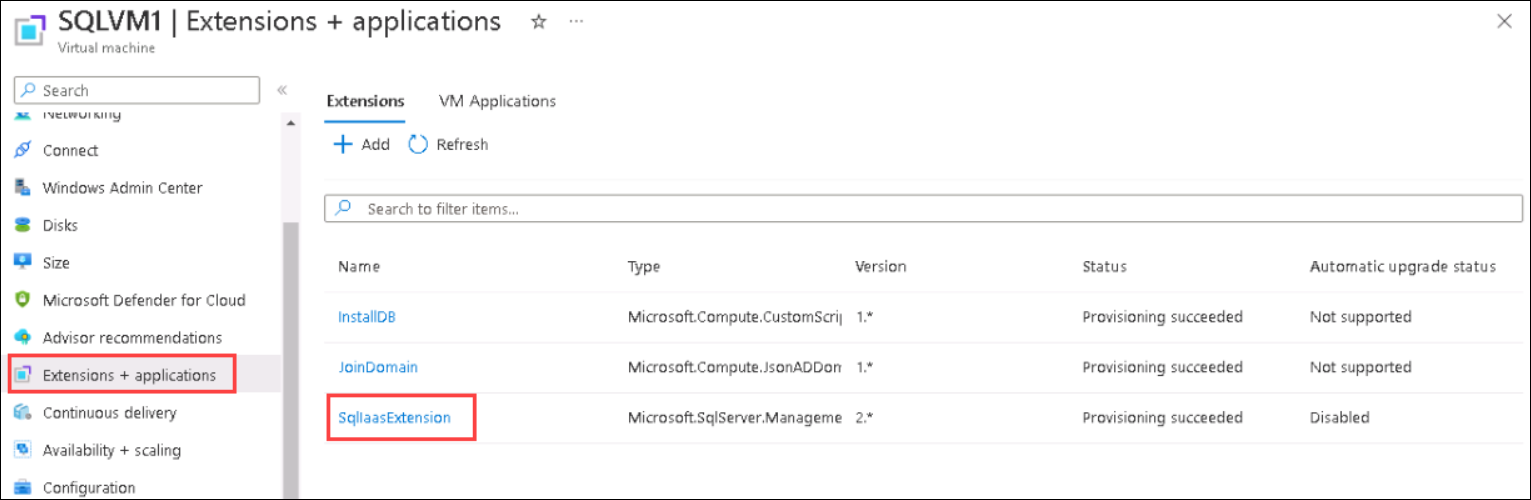 SQLVM1 | Extensions + applications ☆ ...
Virtual machine
Search
Networking
Connect
Windows Admin Center
Disks
Size
Microsoft Defender for Cloud
Advisor recommendations
Extensions + applications
Continuous delivery
Availability + scaling
Configuration
Extensions VM Applications
Add Refresh
Search to filter items...
Name Type Version Status Automatic upgrade status
InstallDB Microsoft.Compute.CustomScrip 1.* Provisioning succeeded Not supported
JoinDomain Microsoft.Compute.JsonADDom 1.* Provisioning succeeded Not supported
SqlIaasExtension Microsoft.SqlServer.Manageme 2.* Provisioning succeeded Disabled